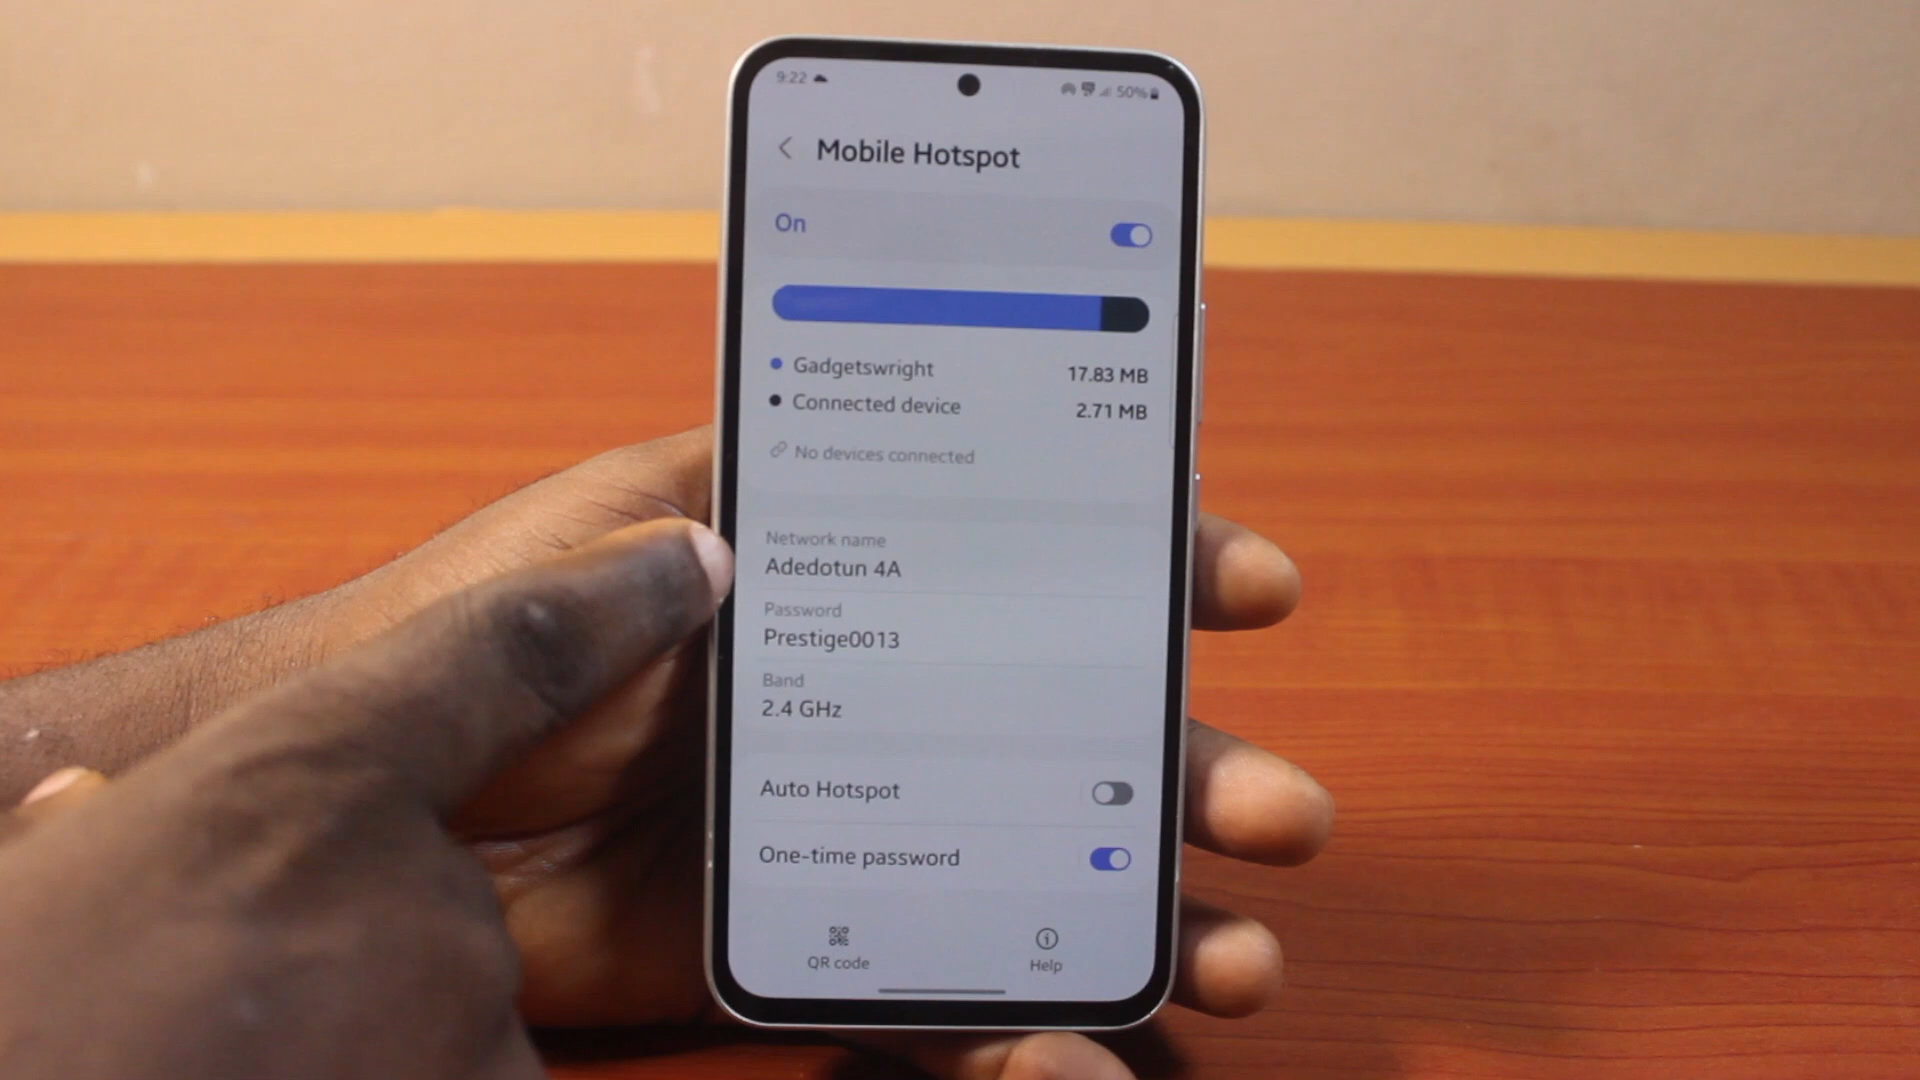 9:22 50%
Mobile Hotspot
On
Gadgetswright 17.83 MB
Connected device 2.71 MB
No devices connected
Network name
Adedotun 4A
Password
Prestige0013
Band
2.4 GHz
Auto Hotspot
One-time password
QR code Help